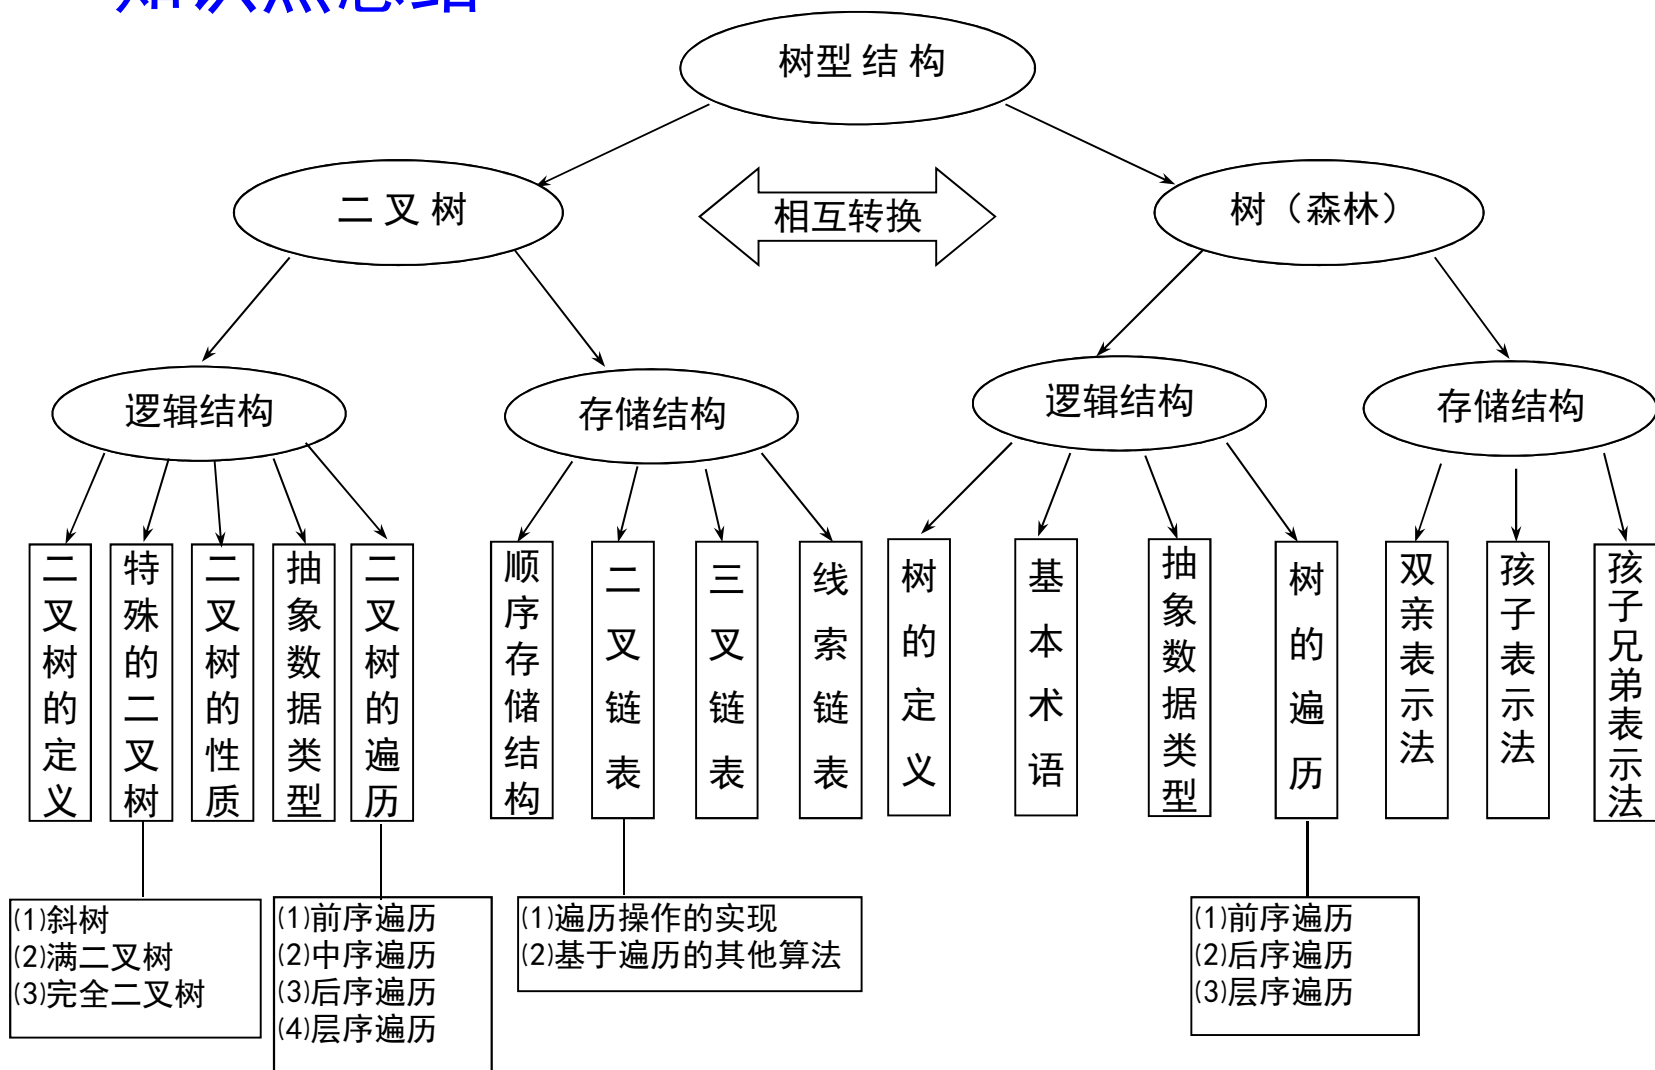 知识点总结
树型结构
二叉树
相互转换
树（森林）
逻辑结构
存储结构
逻辑结构
存储结构
二叉树的定义
特殊的二叉树
二叉树的性质
抽象数据类型
二叉树的遍历
顺序存储结构
二叉链表
三叉链表
线索链表
树的定义
基本术语
抽象数据类型
树的遍历
双亲表示法
孩子表示法
孩子兄弟表示法
⑴斜树
⑵满二叉树
⑶完全二叉树
⑴前序遍历
⑵中序遍历
⑶后序遍历
⑷层序遍历
⑴遍历操作的实现
⑵基于遍历的其他算法
⑴前序遍历
⑵后序遍历
⑶层序遍历